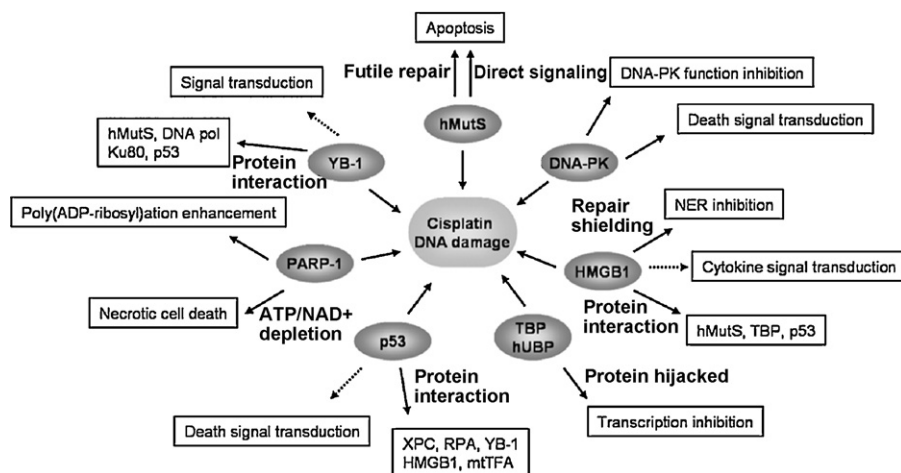 Apoptosis
Futile repair
Direct signaling
Signal transduction
DNA-PK function inhibition
hMutS
hMutS, DNA pol
Ku80, p53
Death signal transduction
YB-1
DNA-PK
Protein
interaction
Poly(ADP-ribosyl)ation enhancement
Cisplatin
DNA damage
Repair
shielding
NER inhibition
PARP-1
HMGB1
Cytokine signal transduction
Necrotic cell death
ATP/NAD+
depletion
Protein
interaction
hMutS, TBP, p53
p53
TBP
hUBP
Protein
interaction
Protein hijacked
Death signal transduction
XPC, RPA, YB-1
HMGB1, mtTFA
Transcription inhibition